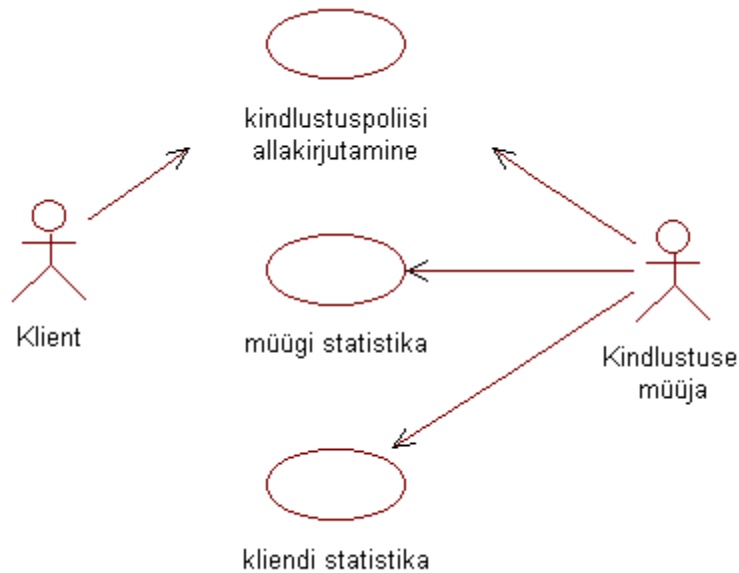 kindlustuspoliisi
allakirjutamine
Klient
müügi statistika
Kindlustuse
müüja
kliendi statistika